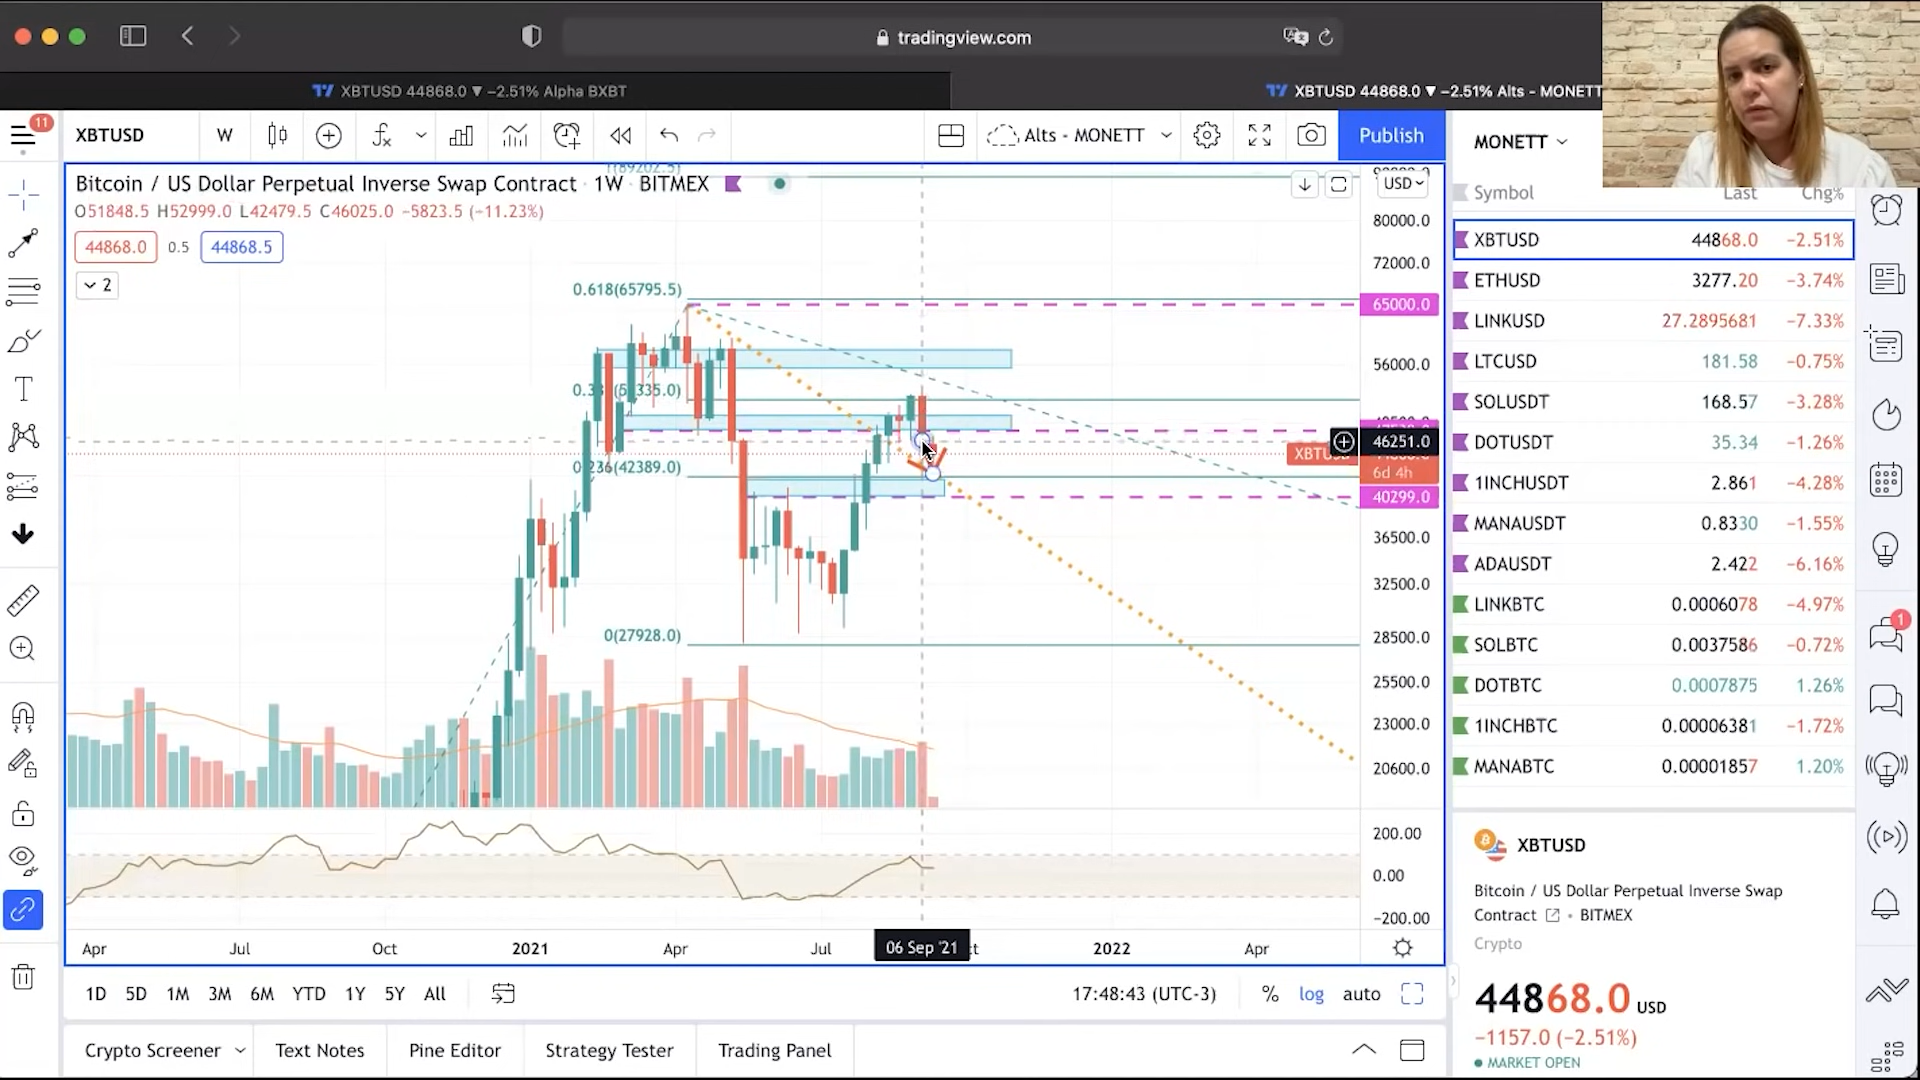 tradingview.com
XBTUSD 44868.0 ▼ −2.51% Alpha BXBT
XBTUSD 44868.0 ▼ −2.51% Alts - MONETT
11
XBTUSD
W
Alts - MONETT
Publish
MONETT
Symbol Last Chg%
Bitcoin / US Dollar Perpetual Inverse Swap Contract · 1W · BITMEX
O51848.5 H52999.0 L42479.5 C46025.0 −5823.5 (−11.23%)
44868.0 0.5 44868.5
2
USD
1(89202.5)
0.618(65795.5)
0.236(42389.0)
0(27928.0)
80000.0
72000.0
65000.0
56000.0
46251.0
6d 4h
40299.0
36500.0
32500.0
28500.0
25500.0
23000.0
20600.0
200.00
0.00
−200.00
Apr Jul Oct 2021 Apr Jul 06 Sep '21 2022 Apr
1D 5D 1M 3M 6M YTD 1Y 5Y All
17:48:43 (UTC-3) % log auto
Crypto Screener Text Notes Pine Editor Strategy Tester Trading Panel
XBTUSD 44868.0 −2.51%
ETHUSD 3277.20 −3.74%
LINKUSD 27.2895681 −7.33%
LTCUSD 181.58 −0.75%
SOLUSDT 168.57 −3.28%
DOTUSDT 35.34 −1.26%
1INCHUSDT 2.861 −4.28%
MANAUSDT 0.8330 −1.55%
ADAUSDT 2.422 −6.16%
LINKBTC 0.0006078 −4.97%
SOLBTC 0.0037586 −0.72%
DOTBTC 0.0007875 1.26%
1INCHBTC 0.00006381 −1.72%
MANABTC 0.00001857 1.20%
1
XBTUSD
Bitcoin / US Dollar Perpetual Inverse Swap
Contract • BITMEX
Crypto
44868.0 USD
−1157.0 (−2.51%)
MARKET OPEN